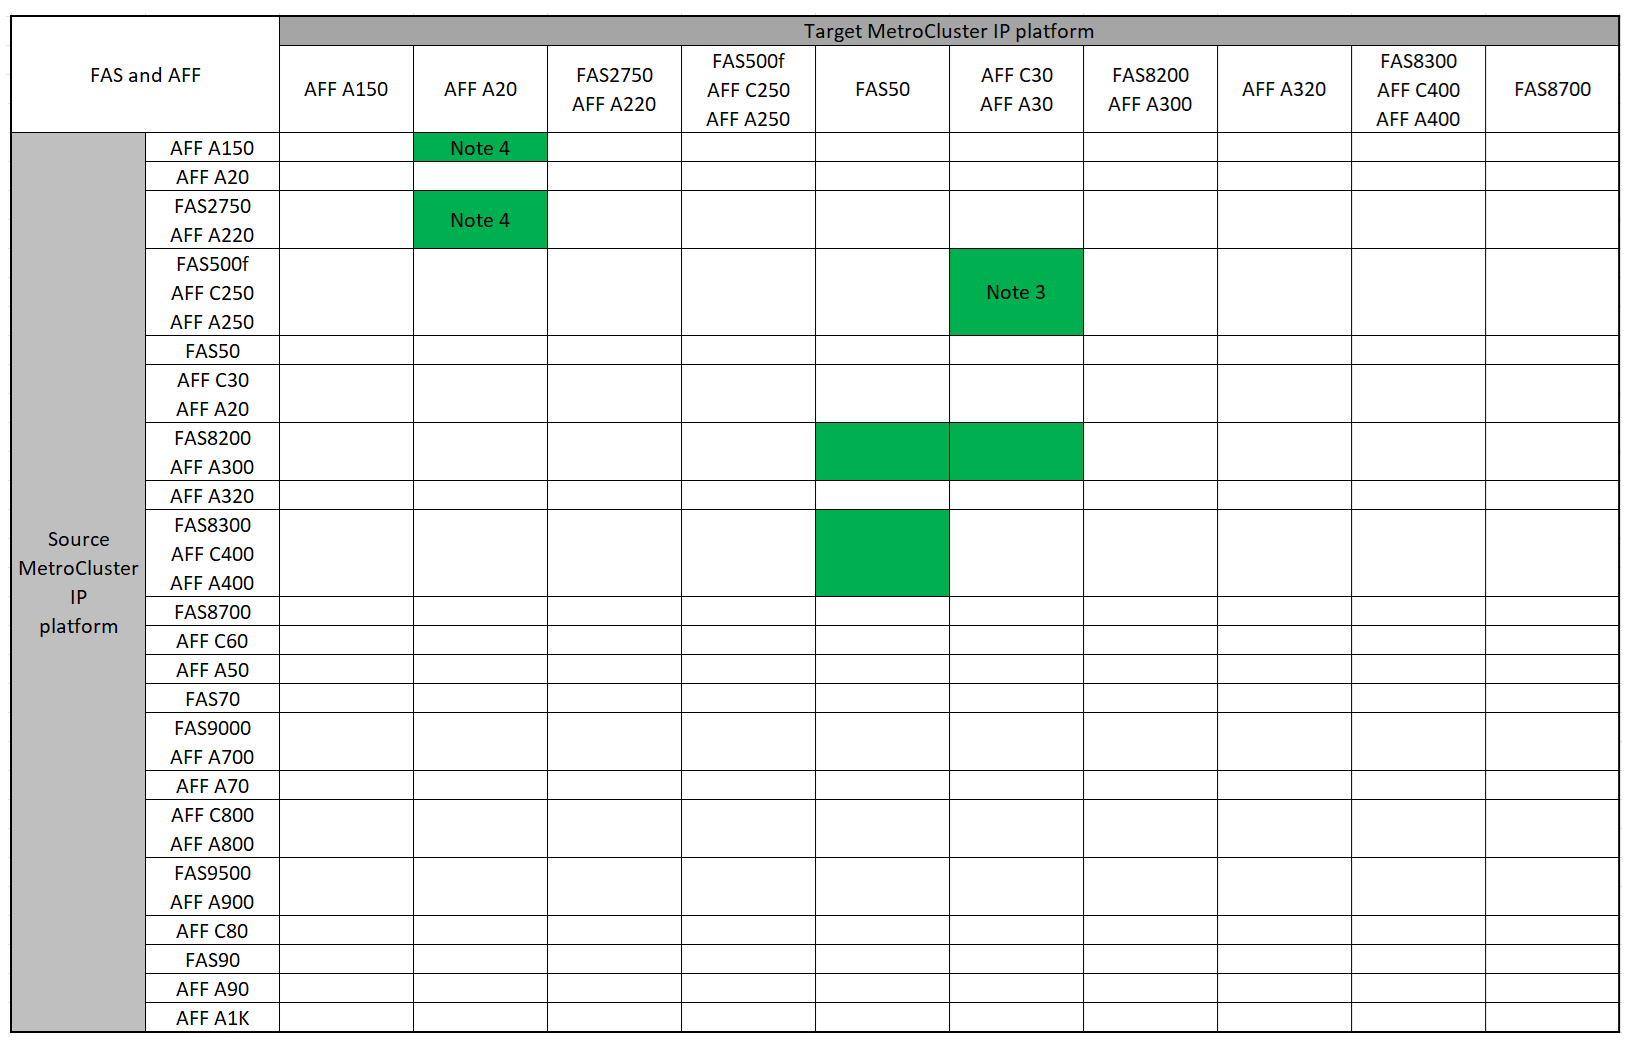 Target MetroCluster IP platform
FAS and AFF
AFF A150
AFF A20
FAS2750
AFF A220
FAS500f
AFF C250
AFF A250
FAS50
AFF C30
AFF A30
FAS8200
AFF A300
AFF A320
FAS8300
AFF C400
AFF A400
FAS8700
Source
MetroCluster
IP
platform
AFF A150
Note 4
AFF A20
FAS2750
AFF A220
Note 4
FAS500f
AFF C250
AFF A250
Note 3
FAS50
AFF C30
AFF A20
FAS8200
AFF A300
AFF A320
FAS8300
AFF C400
AFF A400
FAS8700
AFF C60
AFF A50
FAS70
FAS9000
AFF A700
AFF A70
AFF C800
AFF A800
FAS9500
AFF A900
AFF C80
FAS90
AFF A90
AFF A1K